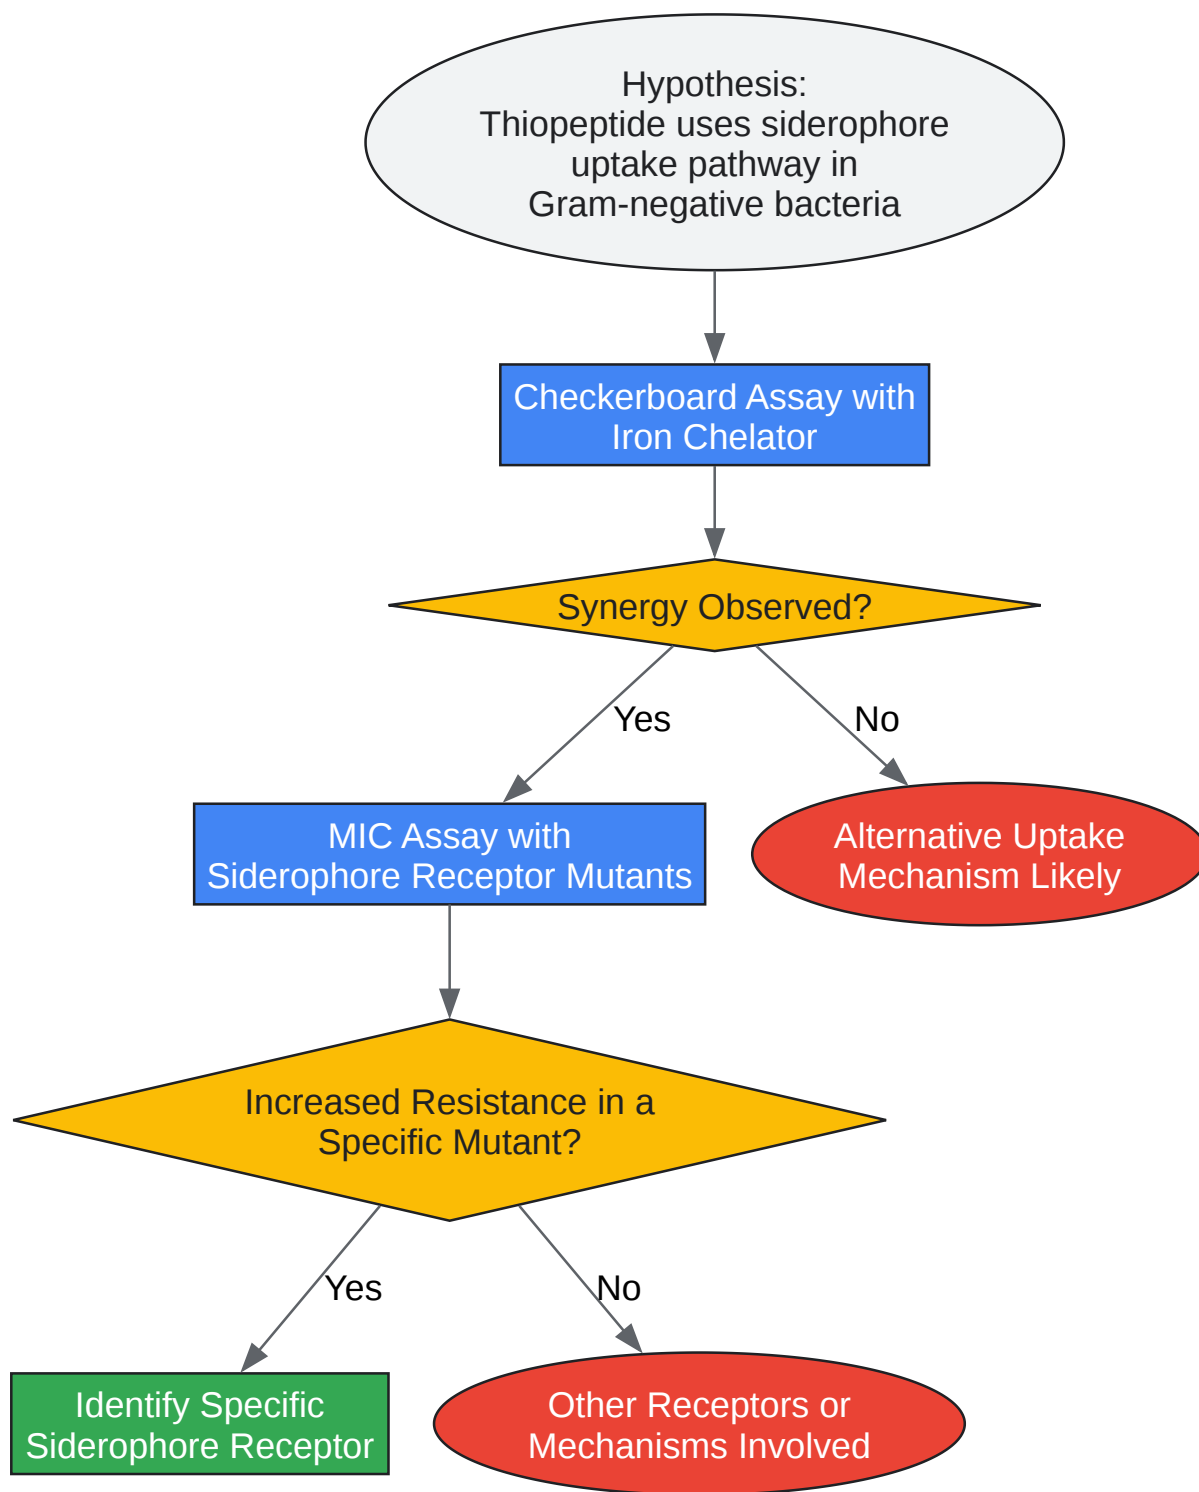 Hypothesis:
Thiopeptide uses siderophore
uptake pathway in
Gram-negative bacteria
Checkerboard Assay with
Iron Chelator
Synergy Observed?
Yes
No
MIC Assay with
Siderophore Receptor Mutants
Alternative Uptake
Mechanism Likely
Increased Resistance in a
Specific Mutant?
Yes
No
Identify Specific
Siderophore Receptor
Other Receptors or
Mechanisms Involved